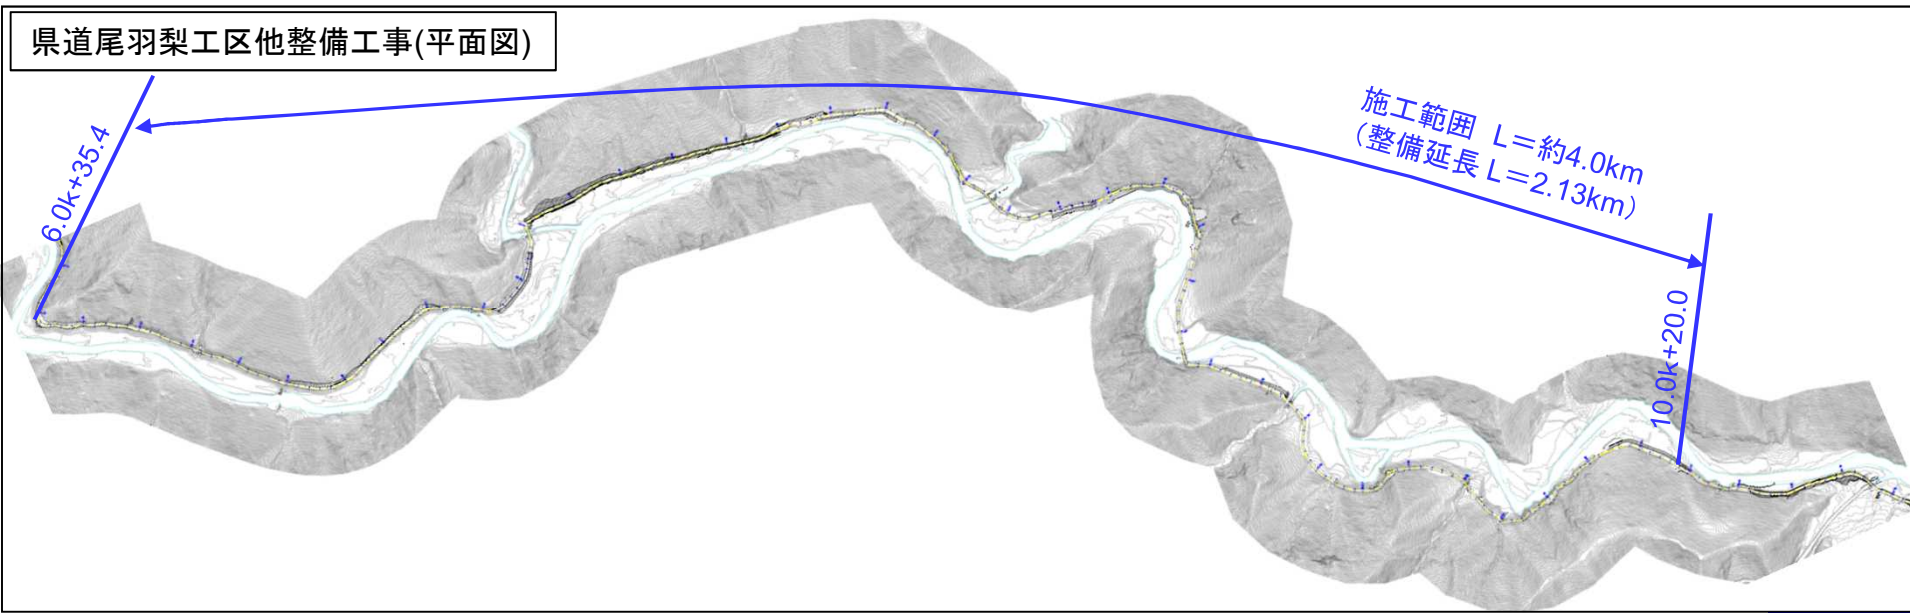 県道尾羽梨工区他整備工事(平面図)
6.0k+35.4
施工範囲 L＝約4.0km
（整備延長 L＝2.13km）
10.0k+20.0